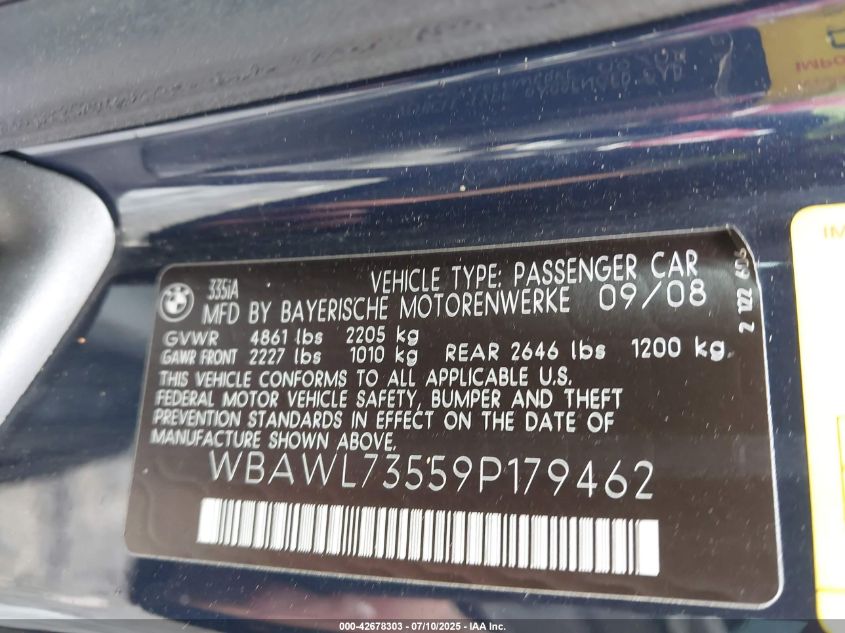 335iA VEHICLE TYPE: PASSENGER CAR
MFD BY BAYERISCHE MOTORENWERKE 09/08
GVWR 4861 lbs 2205 kg
GAWR FRONT 2227 lbs 1010 kg REAR 2646 lbs 1200 kg
THIS VEHICLE CONFORMS TO ALL APPLICABLE U.S.
FEDERAL MOTOR VEHICLE SAFETY, BUMPER AND THEFT
PREVENTION STANDARDS IN EFFECT ON THE DATE OF
MANUFACTURE SHOWN ABOVE.
WBAWL73559P179462
2 122 606
000-42678303 - 07/10/2025 - IAA Inc.